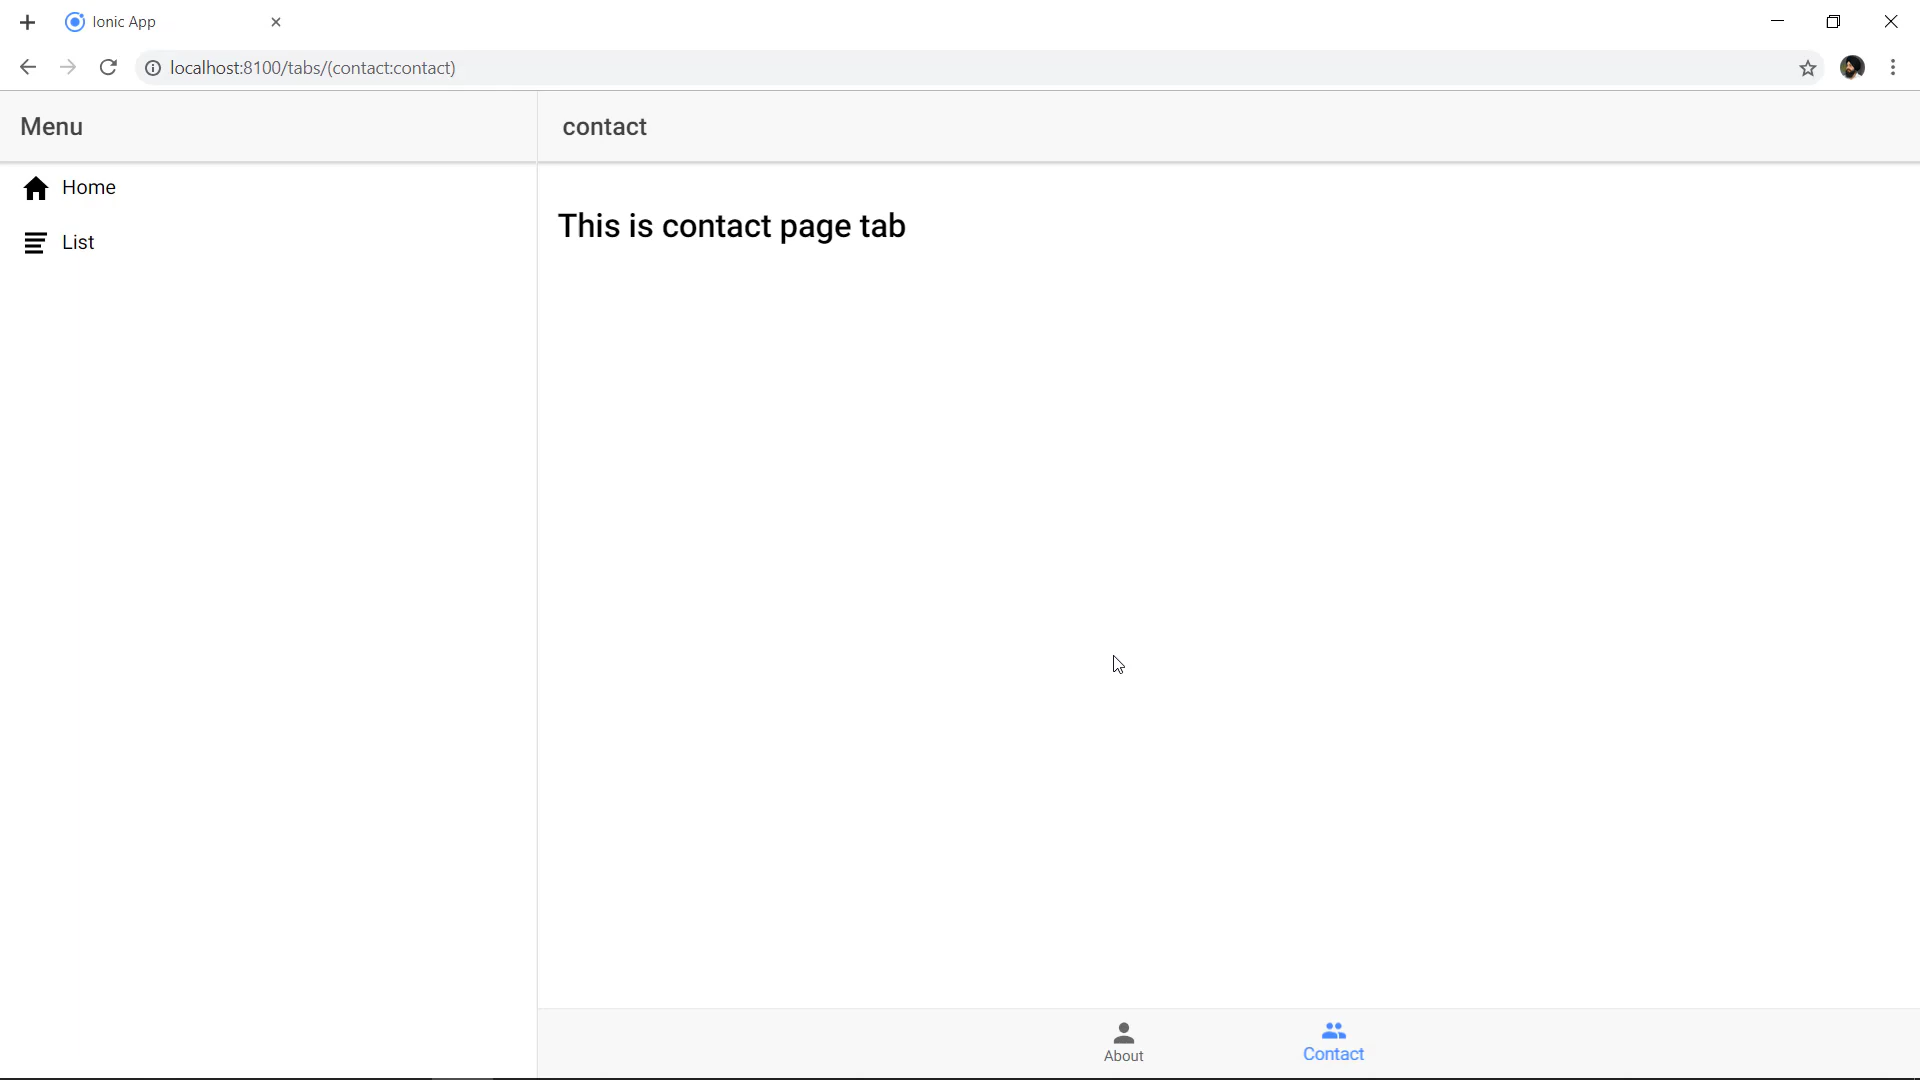 Ionic App
localhost:8100/tabs/(contact:contact)
Menu
contact
Home
List
This is contact page tab
About
Contact